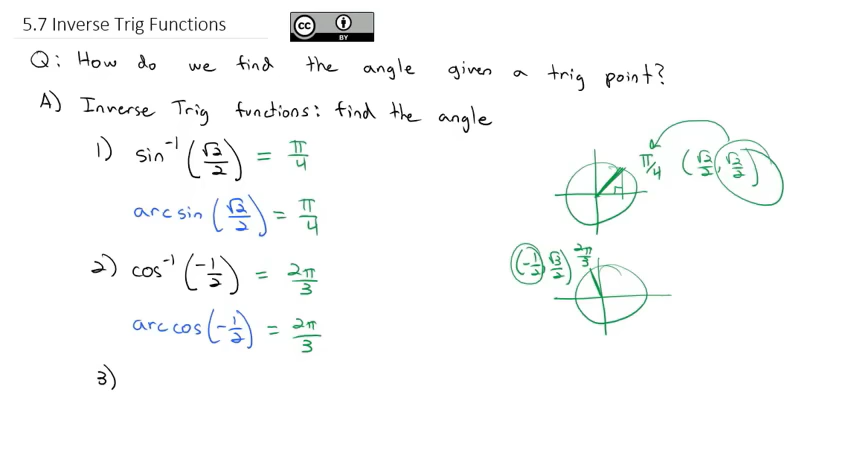 5.7 Inverse Trig Functions
cc BY
Q: How do we find the angle given a trig point?
A) Inverse Trig functions: find the angle
1) sin⁻¹(√2/2) = π/4
π/4 (√2/2, √2/2)
arcsin(√2/2) = π/4
2) cos⁻¹(-1/2) = 2π/3
(-1/2, √3/2) 2π/3
arccos(-1/2) = 2π/3
3)